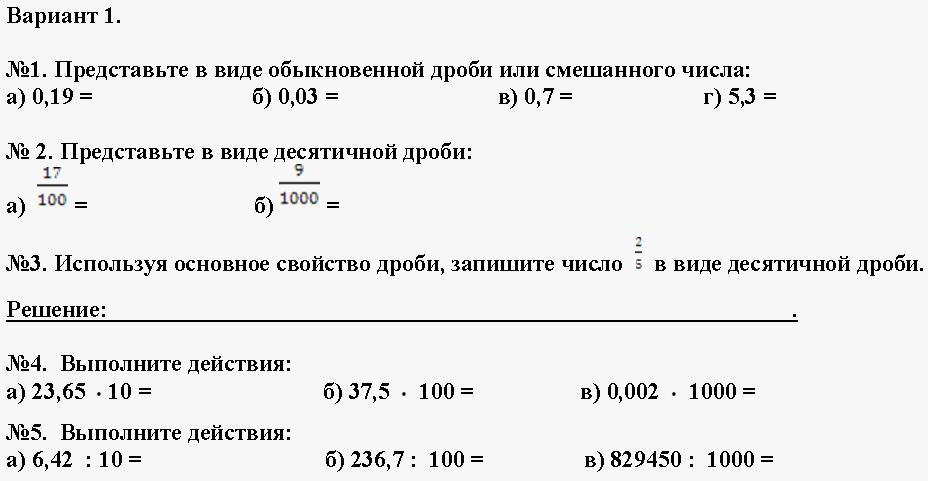 Вариант 1.
№1. Представьте в виде обыкновенной дроби или смешанного числа:
а) 0,19 = б) 0,03 = в) 0,7 = г) 5,3 =
№ 2. Представьте в виде десятичной дроби:
а) 17/100 = б) 9/1000 =
№3. Используя основное свойство дроби, запишите число 2/5 в виде десятичной дроби.
Решение: .
№4. Выполните действия:
а) 23,65 · 10 = б) 37,5 · 100 = в) 0,002 · 1000 =
№5. Выполните действия:
а) 6,42 : 10 = б) 236,7 : 100 = в) 829450 : 1000 =